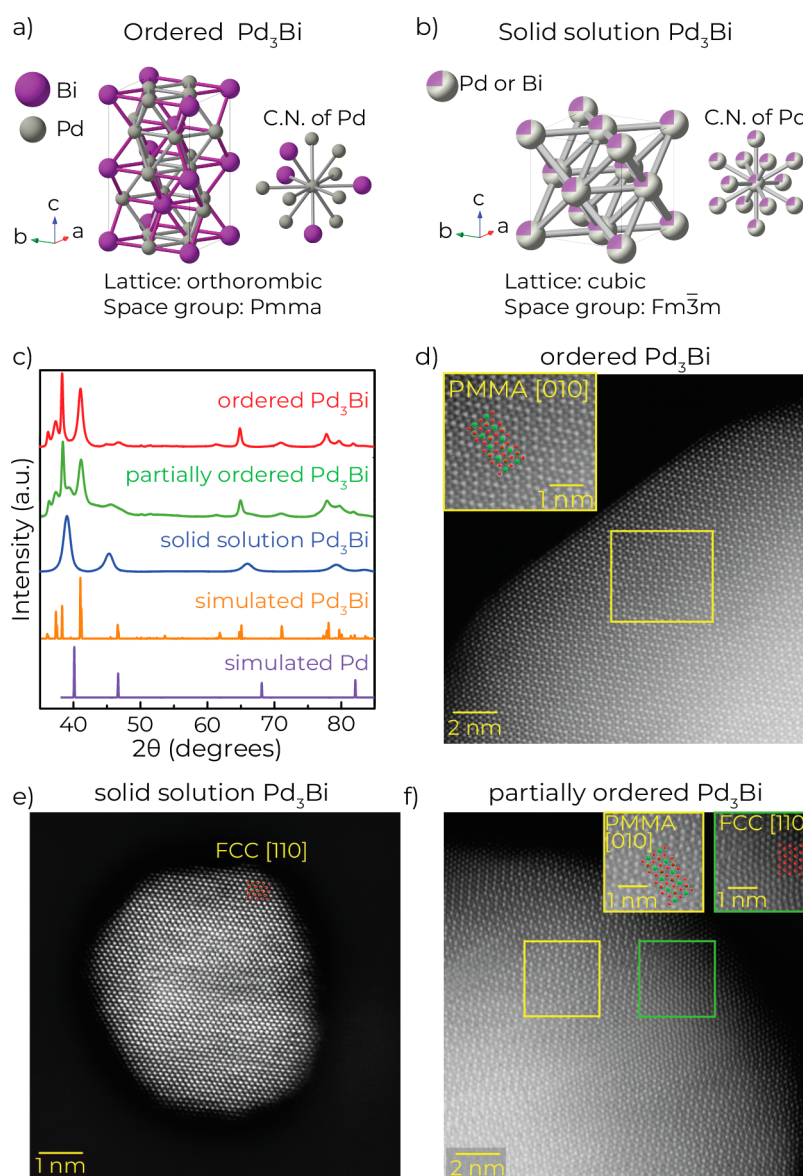 a) Ordered Pd₃Bi
Bi
Pd
C.N. of Pd
c
b a
Lattice: orthorombic
Space group: Pmma
b) Solid solution Pd₃Bi
Pd or Bi
C.N. of Pd
c
b a
Lattice: cubic
Space group: Fm3̅m
c)
ordered Pd₃Bi
partially ordered Pd₃Bi
solid solution Pd₃Bi
simulated Pd₃Bi
simulated Pd
Intensity (a.u.)
40 50 60 70 80
2θ (degrees)
d) ordered Pd₃Bi
PMMA [010]
1 nm
2 nm
e) solid solution Pd₃Bi
FCC [110]
1 nm
f) partially ordered Pd₃Bi
PMMA
[010]
1 nm
FCC [110]
1 nm
2 nm